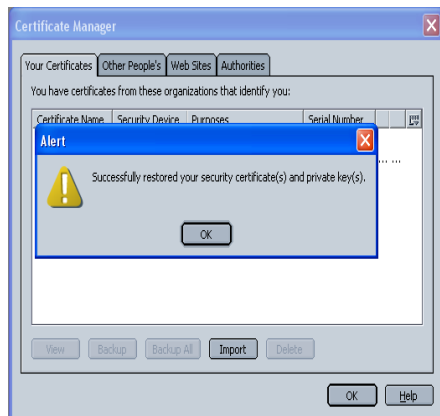 Certificate Manager
Your Certificates Other People's Web Sites Authorities
You have certificates from these organizations that identify you:
Certificate Name Security Device Purposes Serial Number
Alert
... ...
Successfully restored your security certificate(s) and private key(s).
OK
View Backup Backup All Import Delete
OK Help